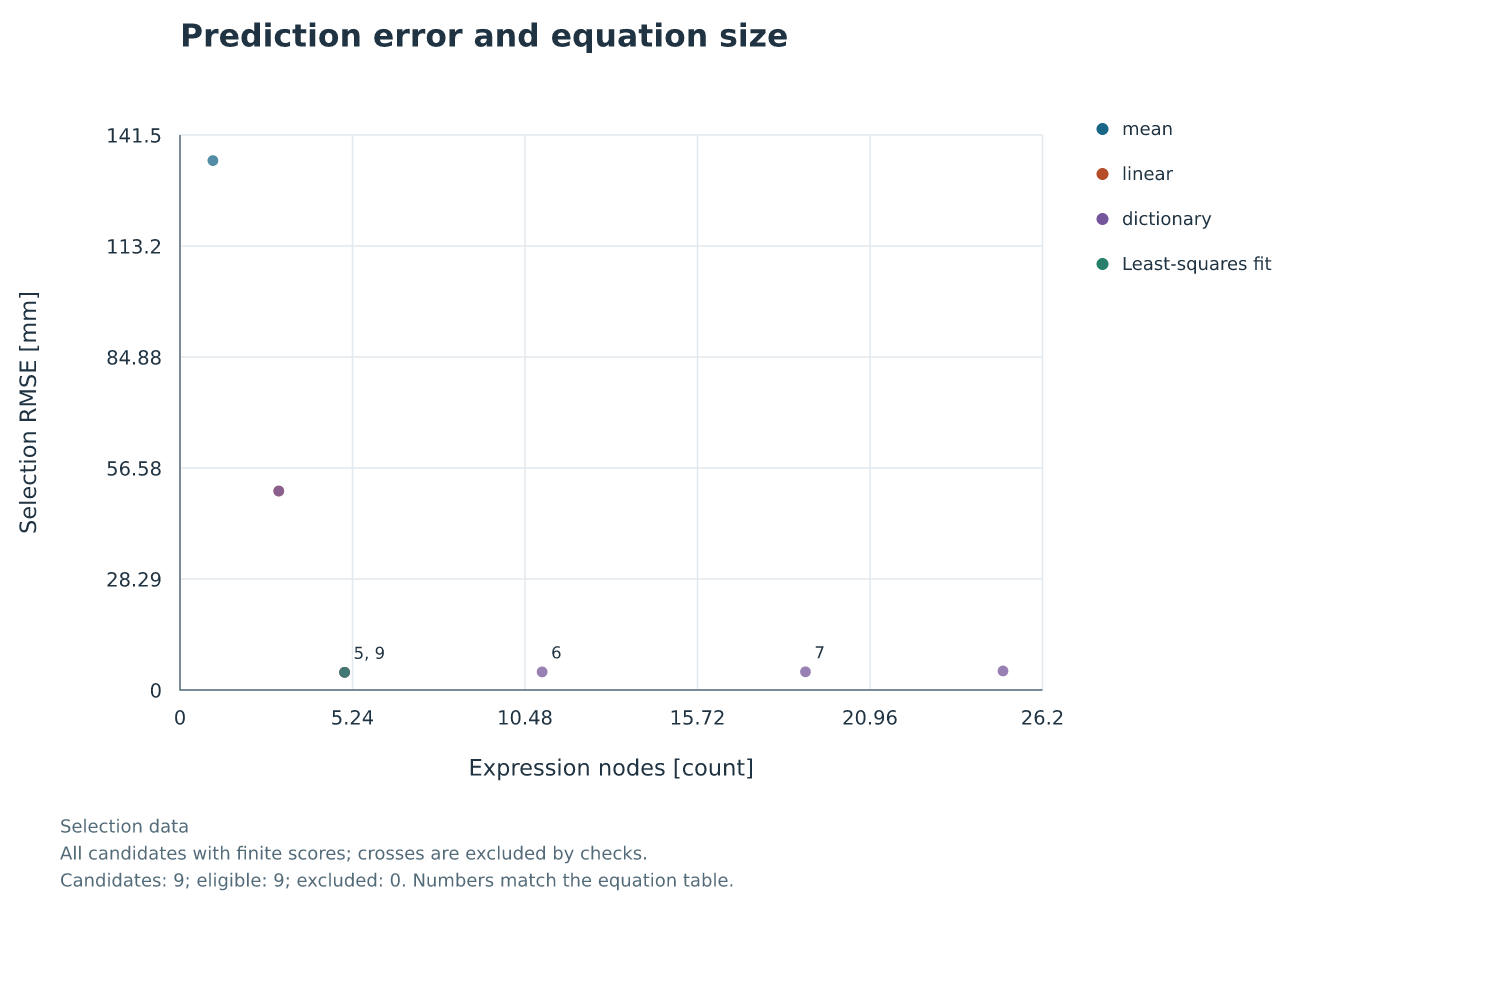 Prediction error and equation size
141.5
113.2
84.88
56.58
28.29
0
Selection RMSE [mm]
5, 9
6
7
0
5.24
10.48
15.72
20.96
26.2
Expression nodes [count]
mean
linear
dictionary
Least-squares fit
Selection data
All candidates with finite scores; crosses are excluded by checks.
Candidates: 9; eligible: 9; excluded: 0. Numbers match the equation table.